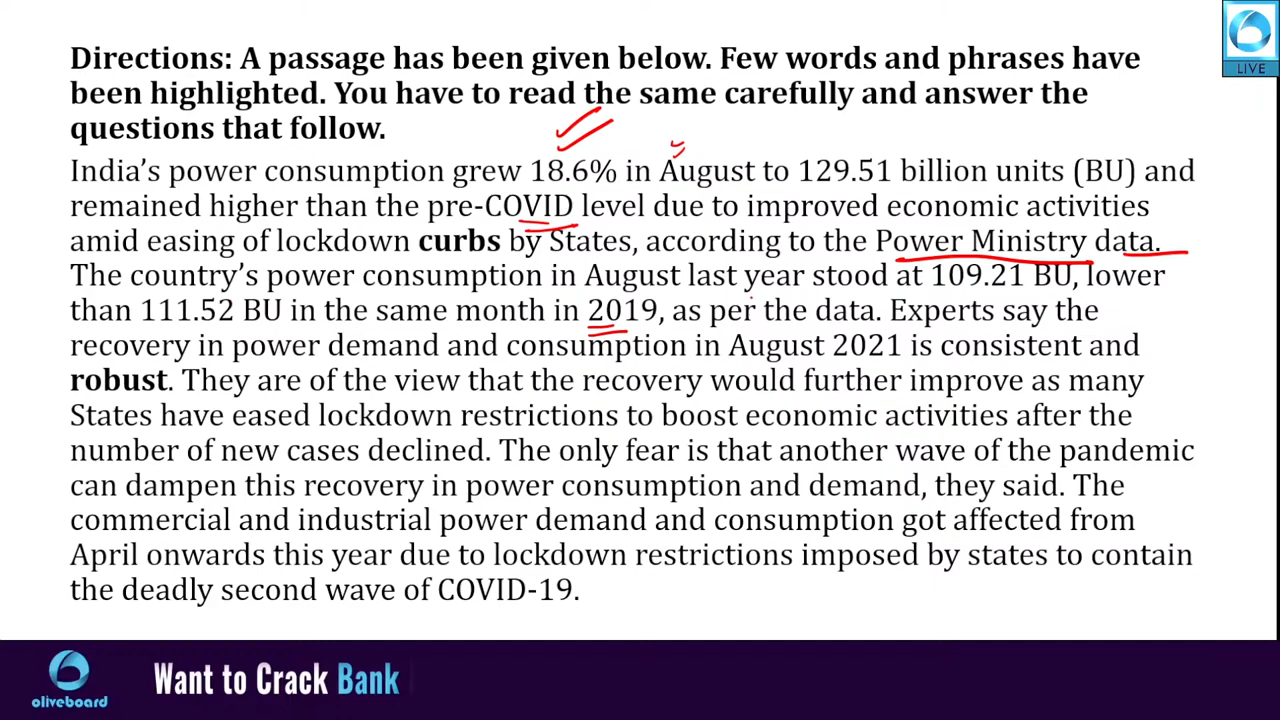 LIVE
Directions: A passage has been given below. Few words and phrases have
been highlighted. You have to read the same carefully and answer the
questions that follow.
India’s power consumption grew 18.6% in August to 129.51 billion units (BU) and
remained higher than the pre-COVID level due to improved economic activities
amid easing of lockdown curbs by States, according to the Power Ministry data.
The country’s power consumption in August last year stood at 109.21 BU, lower
than 111.52 BU in the same month in 2019, as per the data. Experts say the
recovery in power demand and consumption in August 2021 is consistent and
robust. They are of the view that the recovery would further improve as many
States have eased lockdown restrictions to boost economic activities after the
number of new cases declined. The only fear is that another wave of the pandemic
can dampen this recovery in power consumption and demand, they said. The
commercial and industrial power demand and consumption got affected from
April onwards this year due to lockdown restrictions imposed by states to contain
the deadly second wave of COVID-19.
oliveboard
Want to Crack Bank